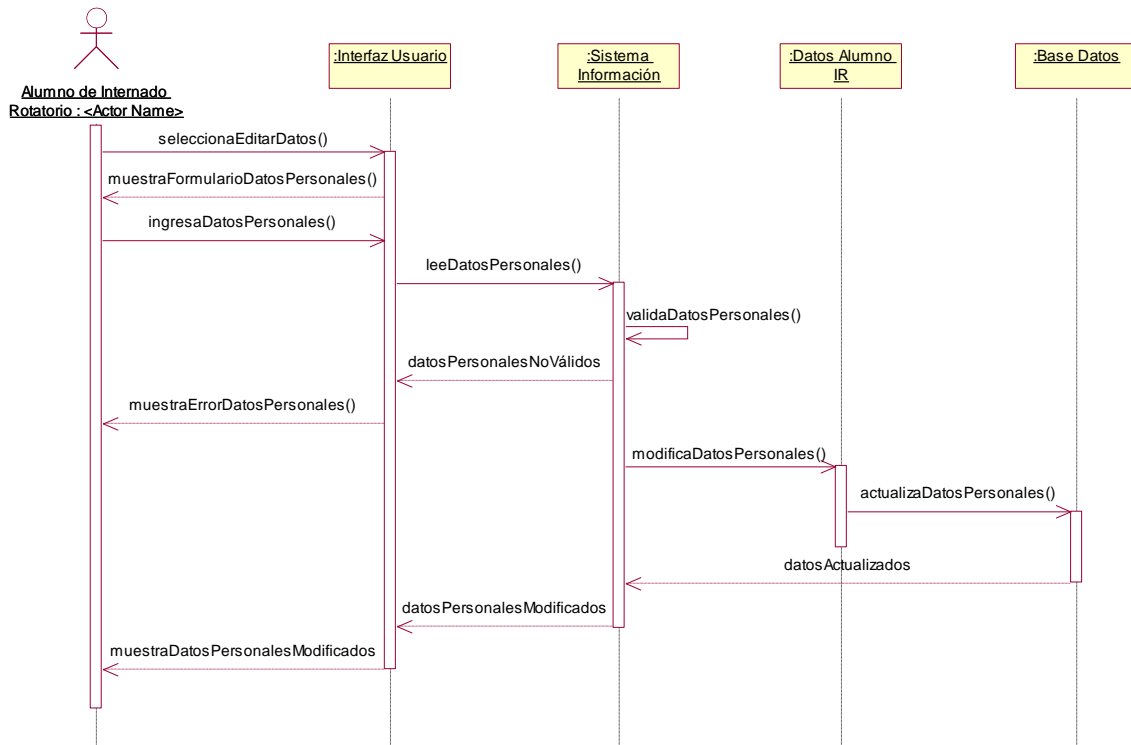 :Interfaz Usuario
:Sistema
Información
:Datos Alumno
IR
:Base Datos
Alumno de Internado
Rotatorio : <Actor Name>
seleccionaEditarDatos()
muestraFormularioDatosPersonales()
ingresaDatosPersonales()
leeDatosPersonales()
validaDatosPersonales()
datosPersonalesNoVálidos
muestraErrorDatosPersonales()
modificaDatosPersonales()
actualizaDatosPersonales()
datosActualizados
datosPersonalesModificados
muestraDatosPersonalesModificados